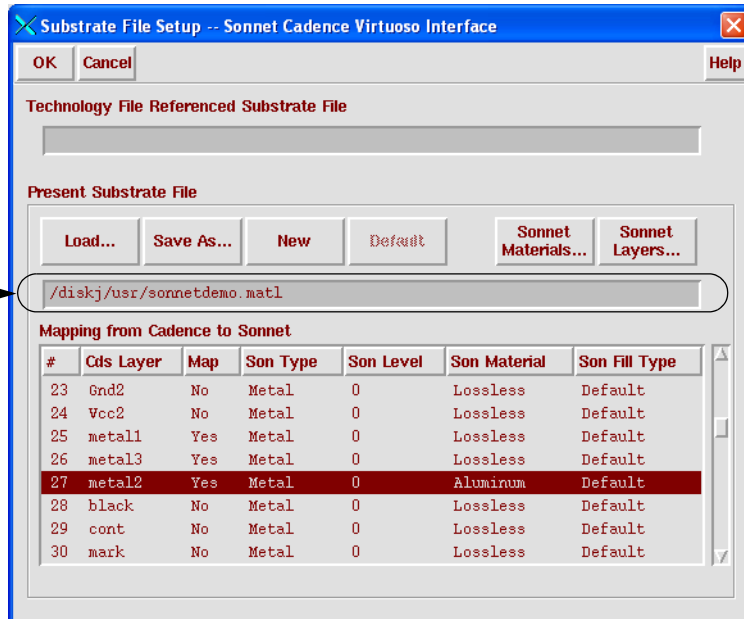 Substrate File Setup -- Sonnet Cadence Virtuoso Interface
OK Cancel Help
Technology File Referenced Substrate File
Present Substrate File
Load... Save As... New Default Sonnet Materials... Sonnet Layers...
/diskj/usr/sonnetdemo.matl
Mapping from Cadence to Sonnet
# Cds Layer Map Son Type Son Level Son Material Son Fill Type
23 Gnd2 No Metal 0 Lossless Default
24 Vcc2 No Metal 0 Lossless Default
25 metal1 Yes Metal 0 Lossless Default
26 metal3 Yes Metal 0 Lossless Default
27 metal2 Yes Metal 0 Aluminum Default
28 black No Metal 0 Lossless Default
29 cont No Metal 0 Lossless Default
30 mark No Metal 0 Lossless Default